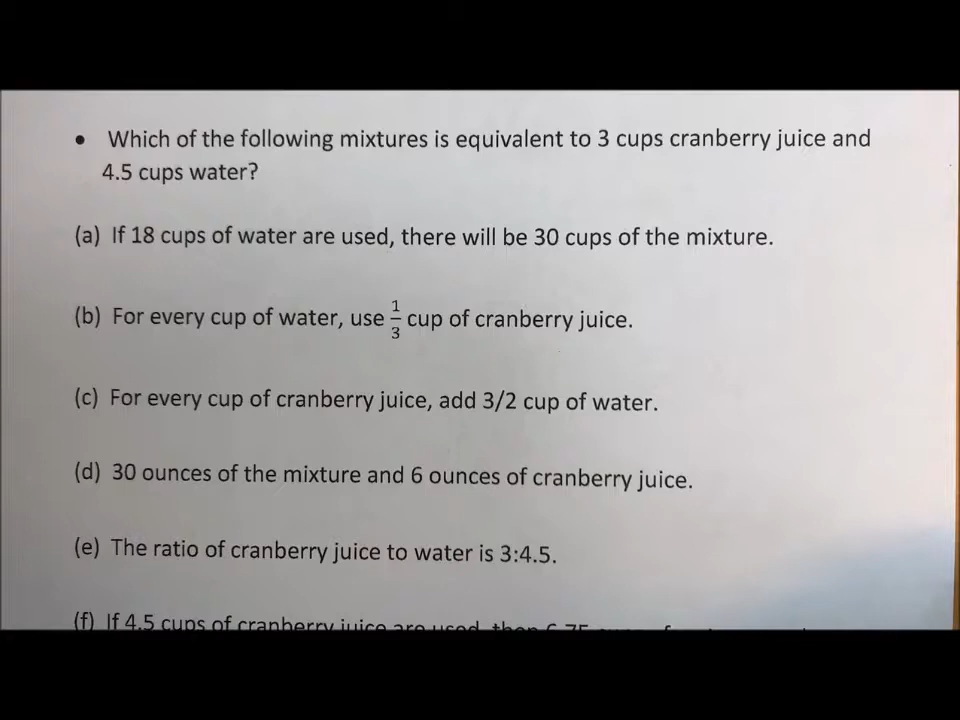 • Which of the following mixtures is equivalent to 3 cups cranberry juice and
4.5 cups water?
(a) If 18 cups of water are used, there will be 30 cups of the mixture.
(b) For every cup of water, use 1/3 cup of cranberry juice.
(c) For every cup of cranberry juice, add 3/2 cup of water.
(d) 30 ounces of the mixture and 6 ounces of cranberry juice.
(e) The ratio of cranberry juice to water is 3:4.5.
(f) If 4.5 cups of cranberry juice are used, then 6.75